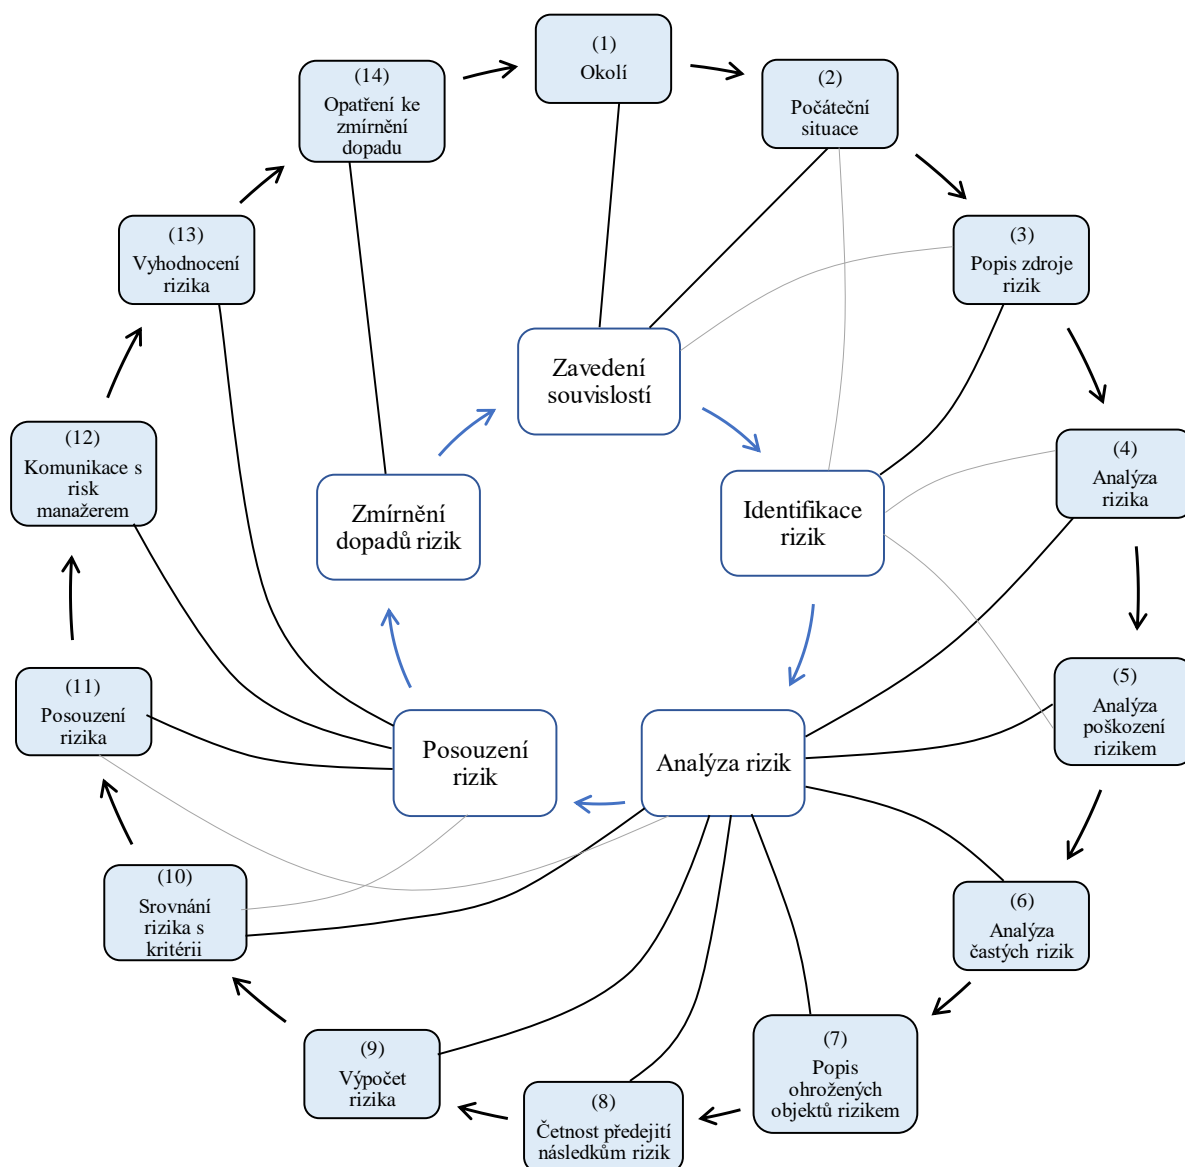 (1)
Okolí
(2)
Počáteční
situace
(3)
Popis zdroje
rizik
(4)
Analýza
rizika
(5)
Analýza
poškození
rizikem
(6)
Analýza
častých rizik
(7)
Popis
ohrožených
objektů rizikem
(8)
Četnost předejití
následkům rizik
(9)
Výpočet
rizika
(10)
Srovnání
rizika s
kritérii
(11)
Posouzení
rizika
(12)
Komunikace s
risk
manažerem
(13)
Vyhodnocení
rizika
(14)
Opatření ke
zmírnění
dopadu
Zavedení
souvislostí
Identifikace
rizik
Analýza rizik
Posouzení
rizik
Zmírnění
dopadů rizik